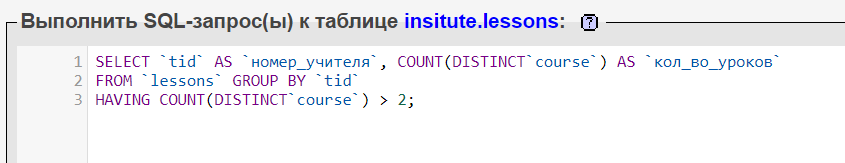 Выполнить SQL-запрос(ы) к таблице insitute.lessons:
1 SELECT `tid` AS `номер_учителя`, COUNT(DISTINCT`course`) AS `кол_во_уроков`
2 FROM `lessons` GROUP BY `tid`
3 HAVING COUNT(DISTINCT`course`) > 2;